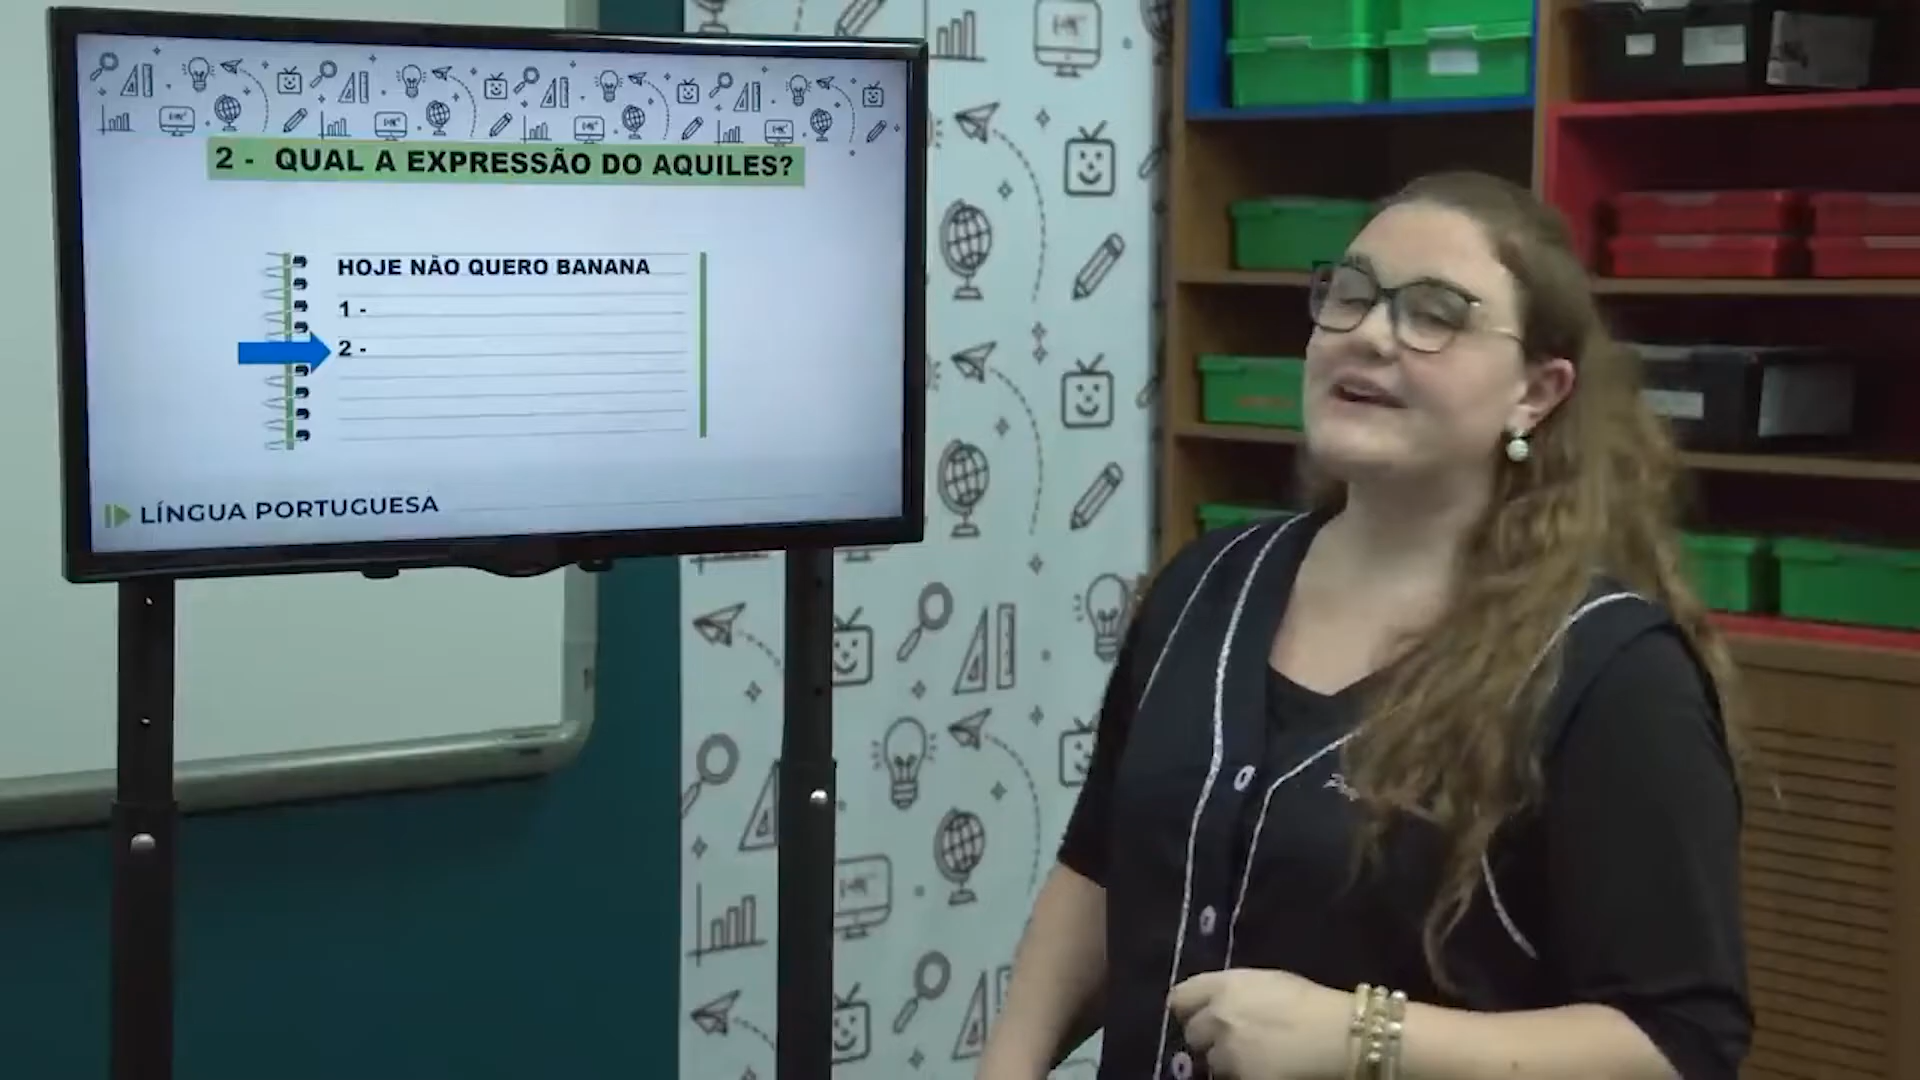 2 - QUAL A EXPRESSÃO DO AQUILES?
HOJE NÃO QUERO BANANA
1 -
2 -
LÍNGUA PORTUGUESA